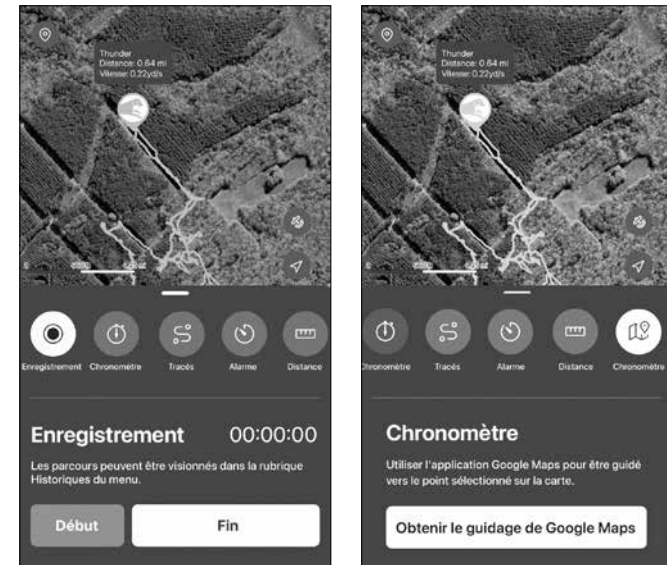 Thunder
Distance: 0.64 mi
Vitesse: 0.22yd/s
Enregistrement
Chronomètre
Tracés
Alarme
Distance
Enregistrement 00:00:00
Les parcours peuvent être visionnés dans la rubrique
Historiques du menu.
Début
Fin
Thunder
Distance: 0.64 mi
Vitesse: 0.22yd/s
Chronomètre
Tracés
Alarme
Distance
Chronomètre
Chronomètre
Utiliser l'application Google Maps pour être guidé
vers le point sélectionné sur la carte.
Obtenir le guidage de Google Maps